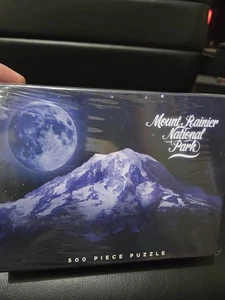 Mount Rainier
National
Park
500 PIECE PUZZLE